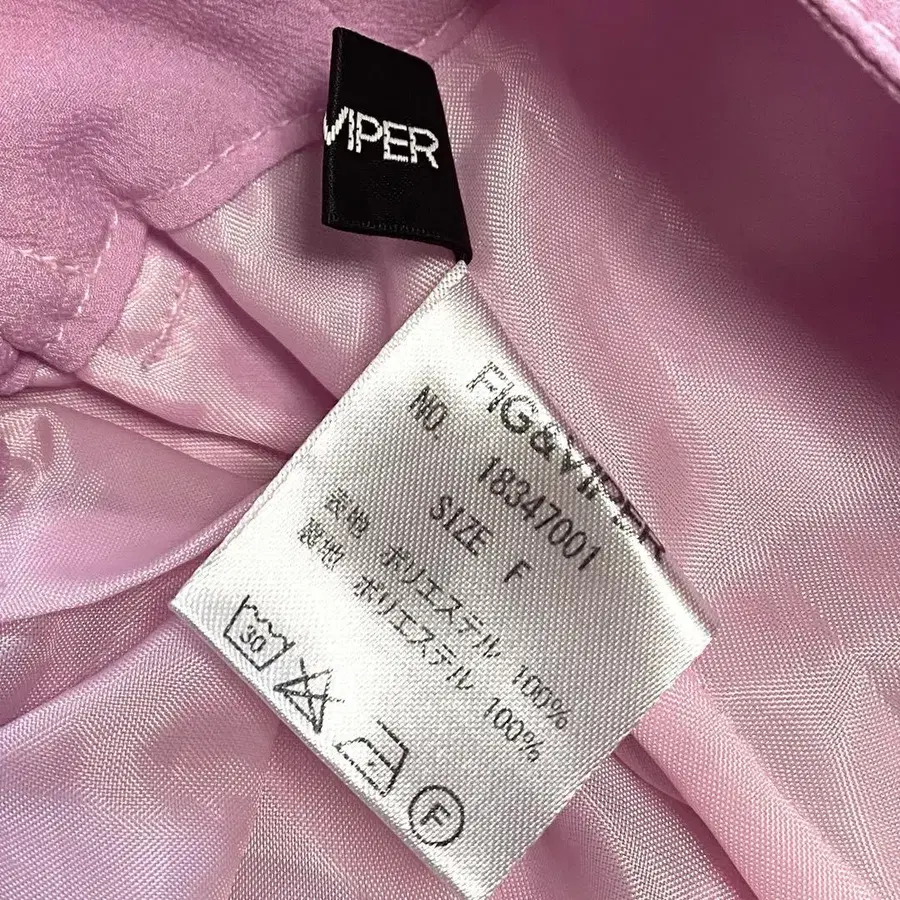 VIPER
FIG&VIPER
NO. 18347001
SIZE F
表地 ポリエステル 100%
裏地 ポリエステル 100%
30
F